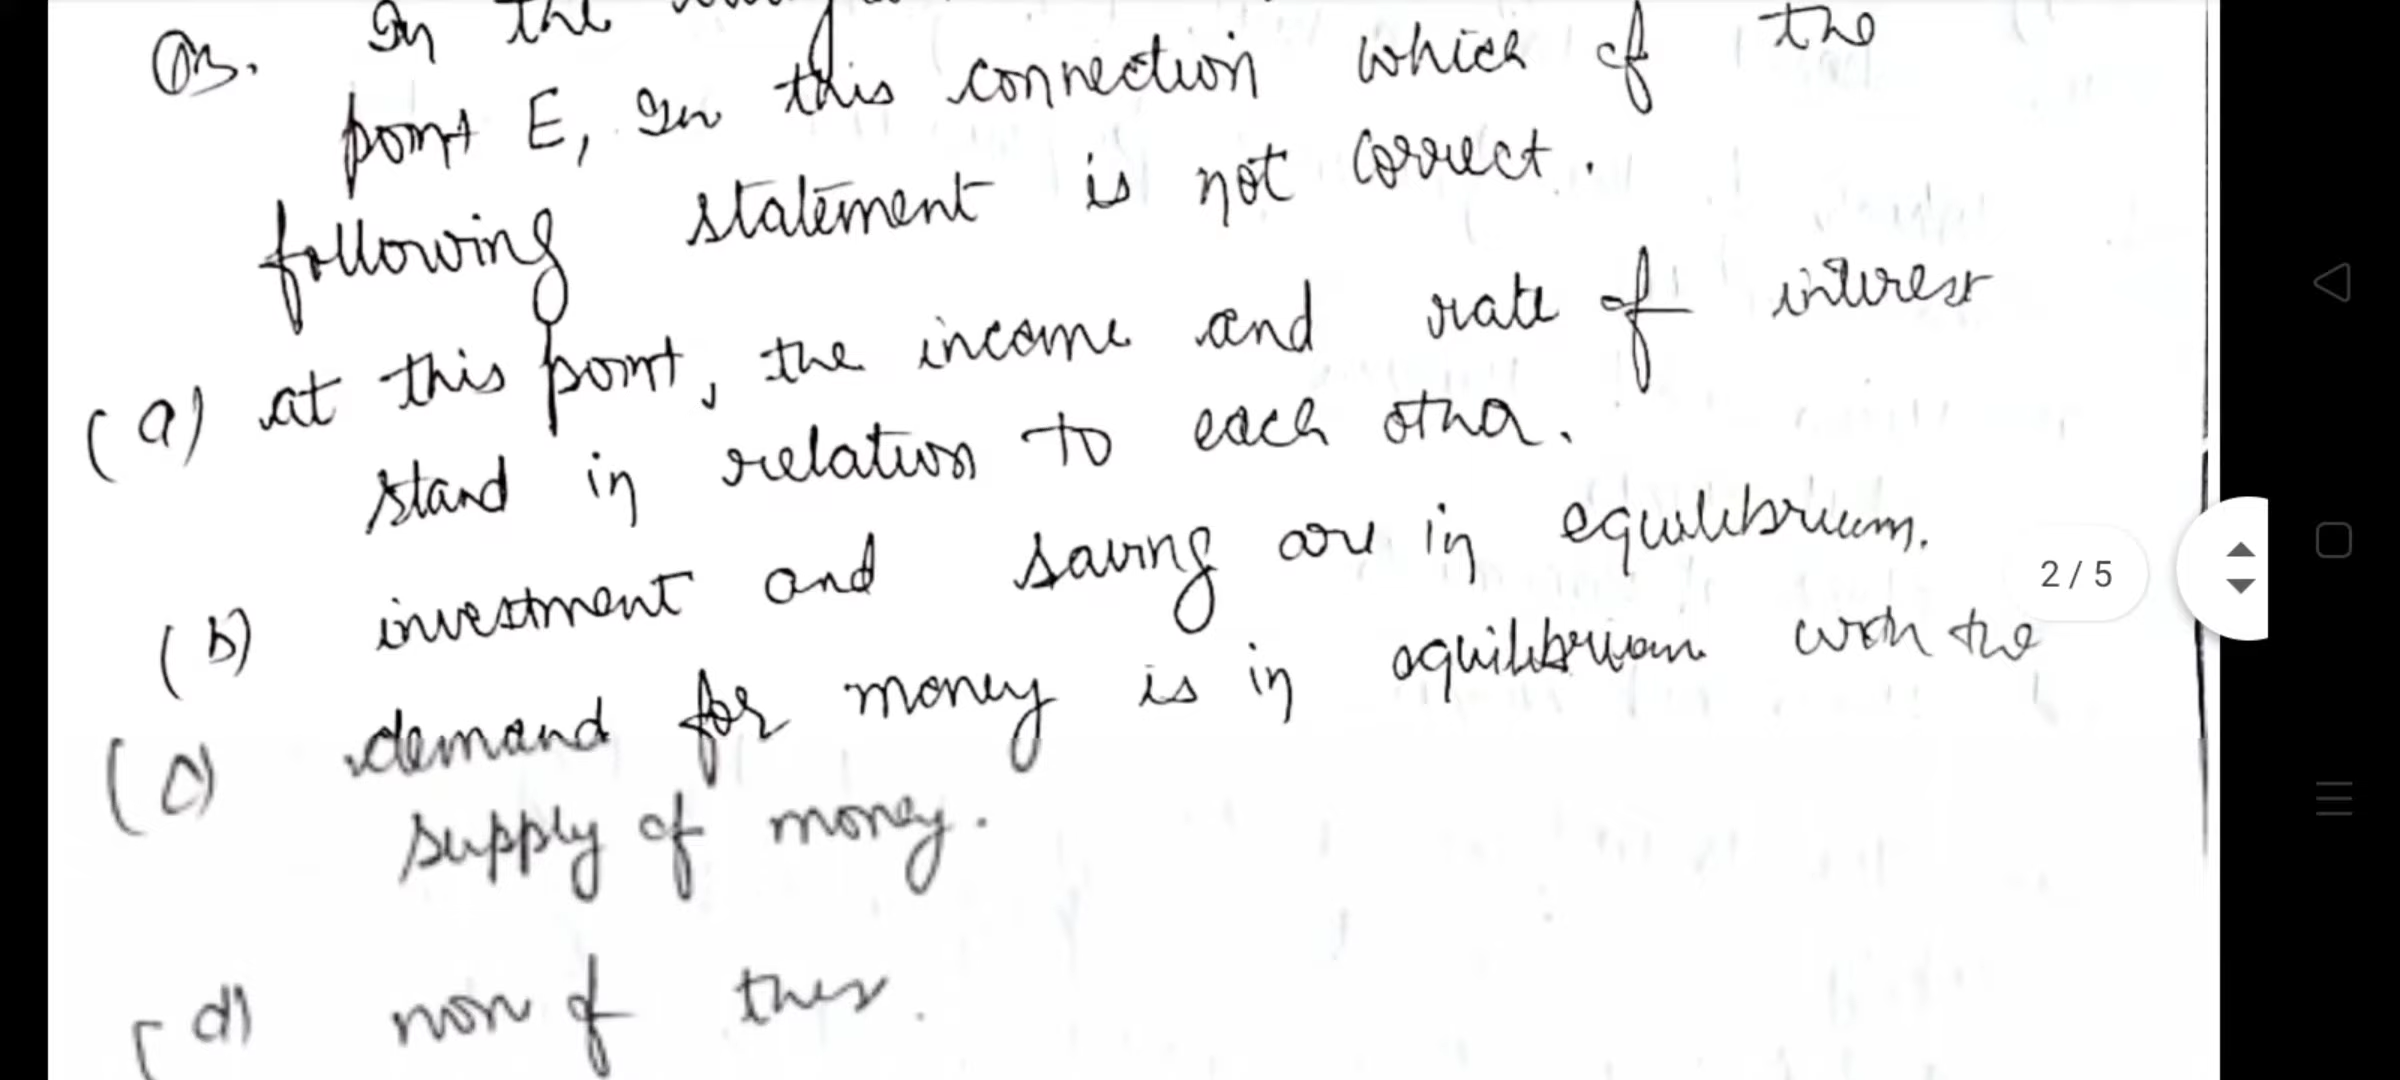 Q3. In the
point E, In this connection which of the
following statement is not correct.
(a) at this point, the income and rate of interest
stand in relation to each other.
(b) investment and saving are in equilibrium.
2 / 5
(c) demand for money is in equilibrium with the
supply of money.
(d) non of thes.